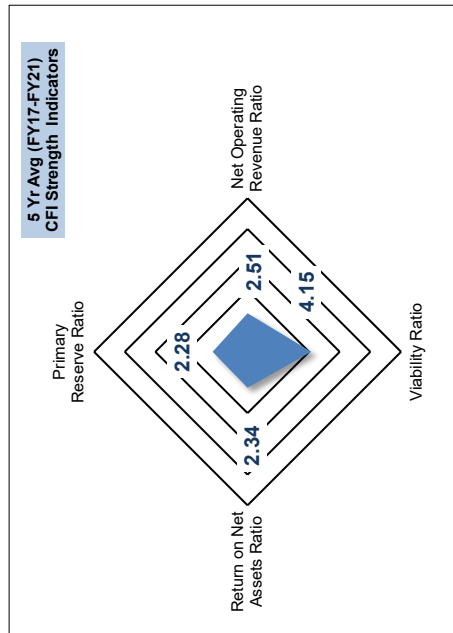 5 Yr Avg (FY17-FY21)
CFI Strength Indicators
Primary
Reserve Ratio
2.28
Net Operating
Revenue Ratio
2.51
4.15
Viability Ratio
2.34
Return on Net
Assets Ratio